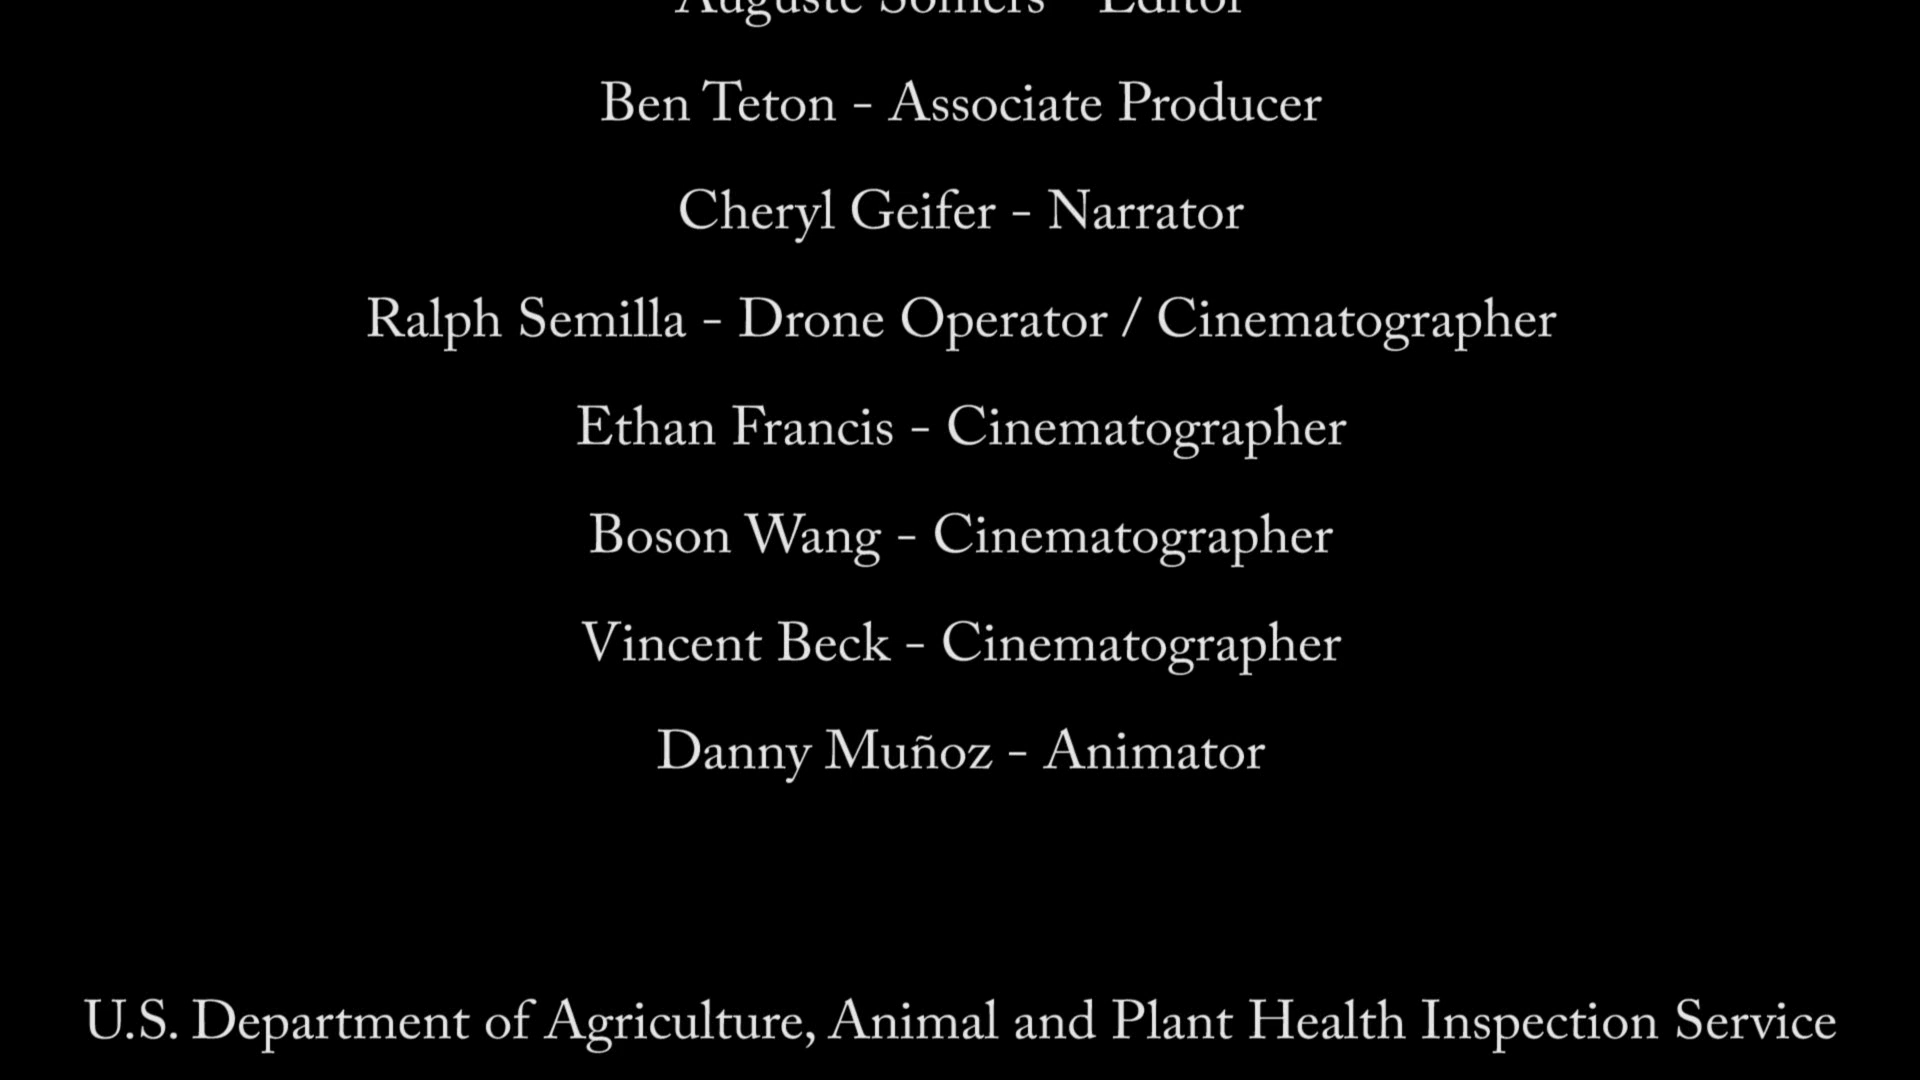 Auguste Somers - Editor
Ben Teton - Associate Producer
Cheryl Geifer - Narrator
Ralph Semilla - Drone Operator / Cinematographer
Ethan Francis - Cinematographer
Boson Wang - Cinematographer
Vincent Beck - Cinematographer
Danny Muñoz - Animator
U.S. Department of Agriculture, Animal and Plant Health Inspection Service